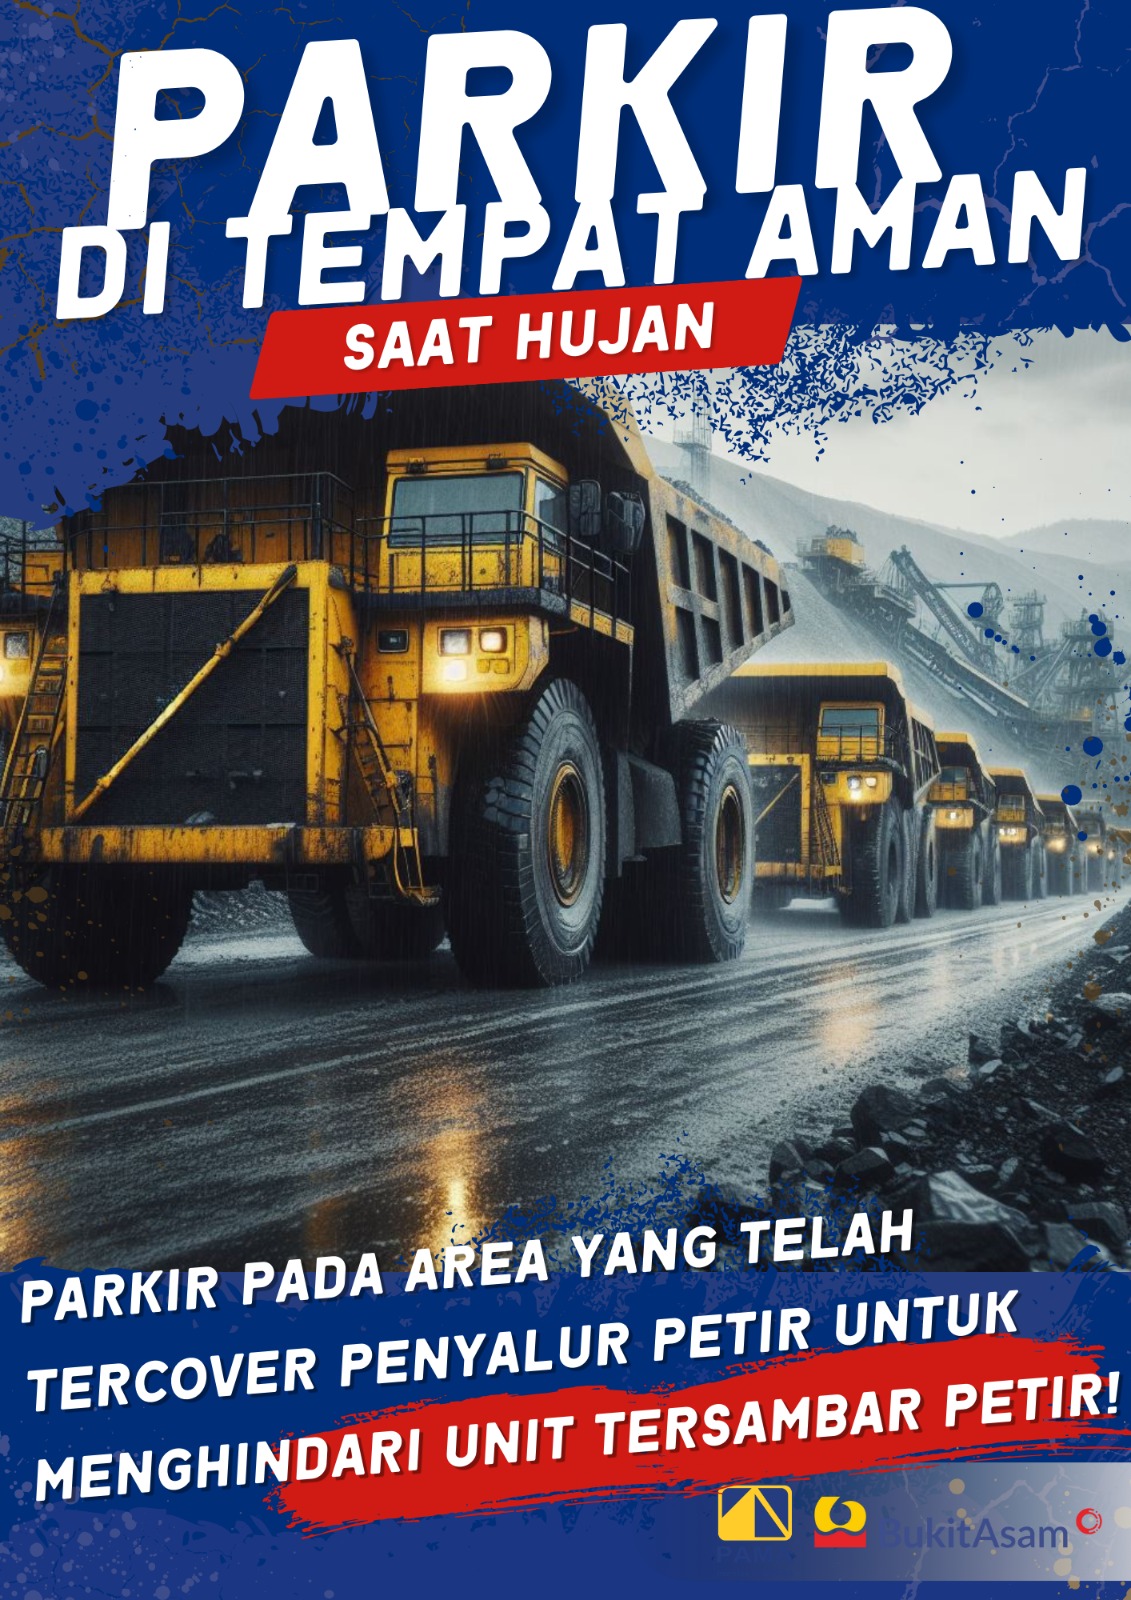 PARKIR
DI TEMPAT AMAN
SAAT HUJAN
PARKIR PADA AREA YANG TELAH
TERCOVER PENYALUR PETIR UNTUK
MENGHINDARI UNIT TERSAMBAR PETIR!
PAMA
BukitAsam